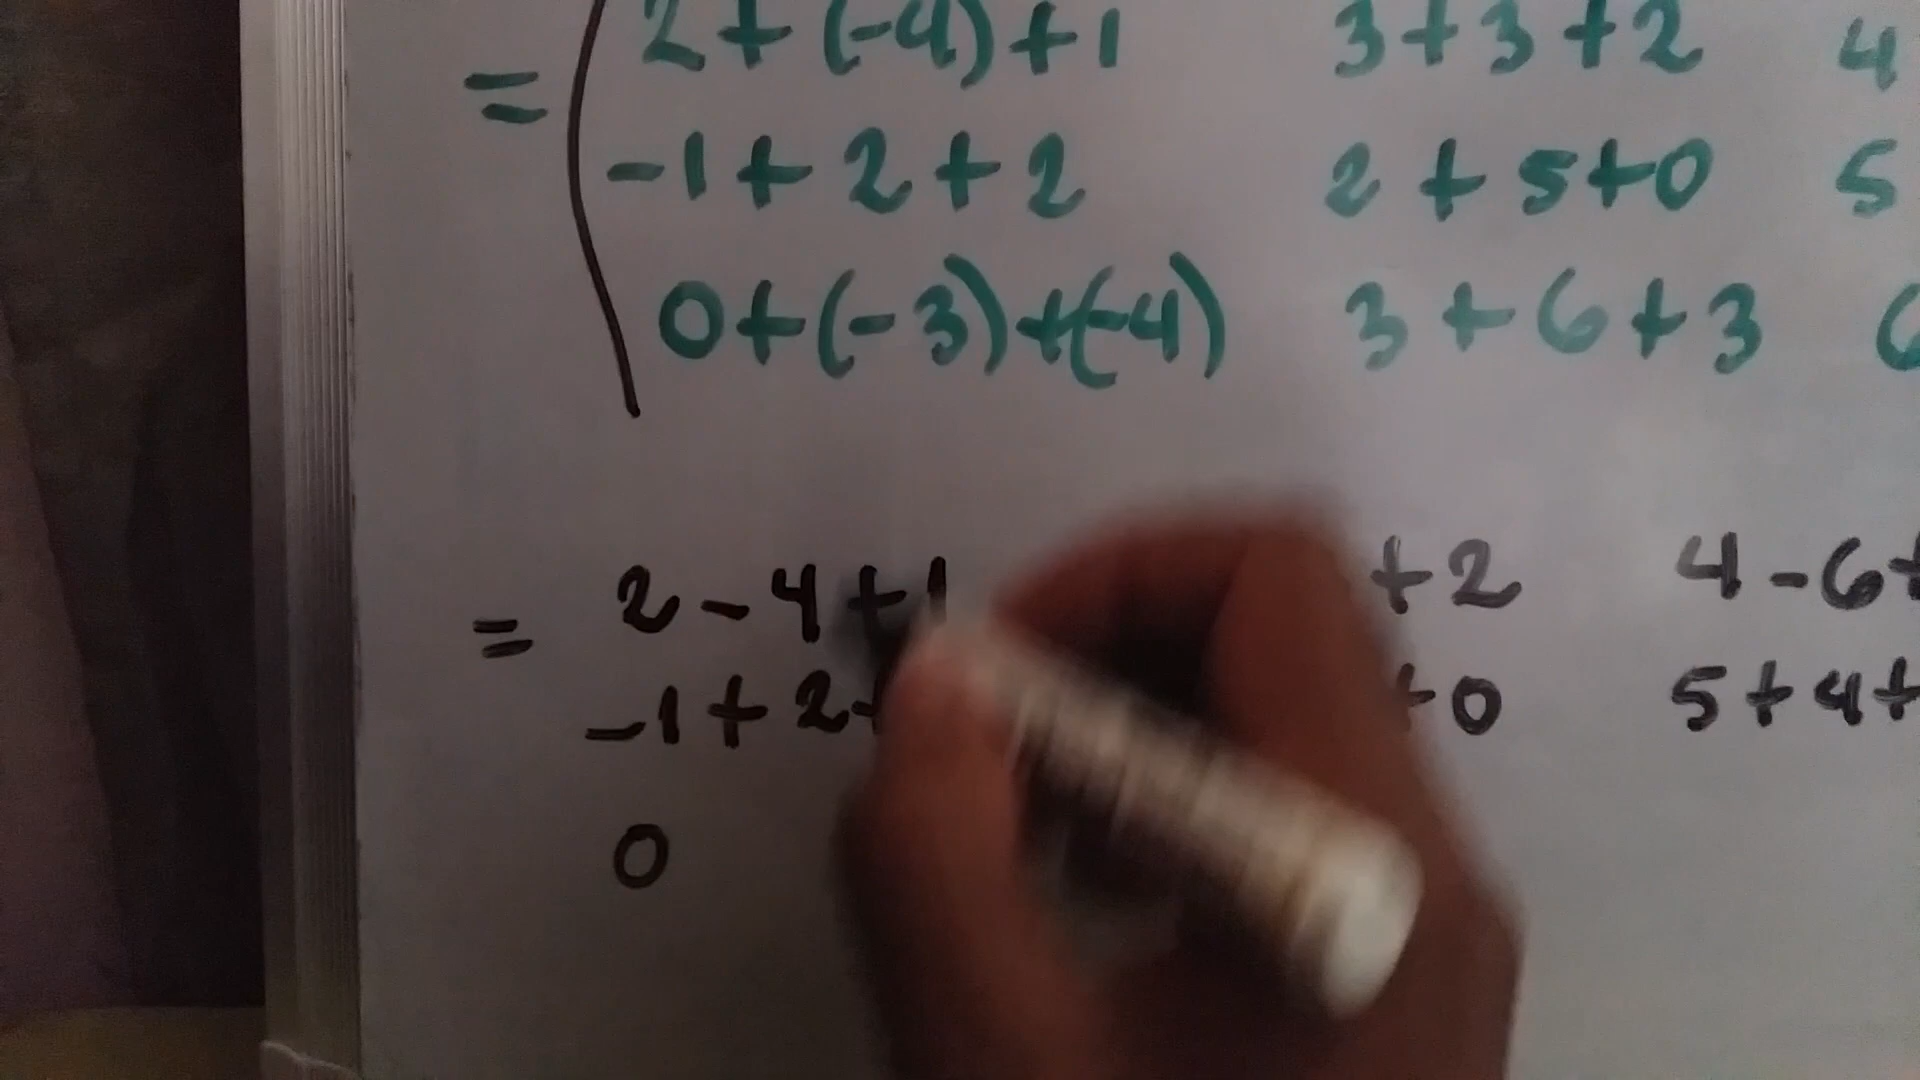 = 2+(-4)+1 3+3+2 4
-1+2+2 2+5+0 5
0+(-3)+(-4) 3+6+3 6
= 2-4+1 +2 4-6+
-1+2+ +0 5+4+
0